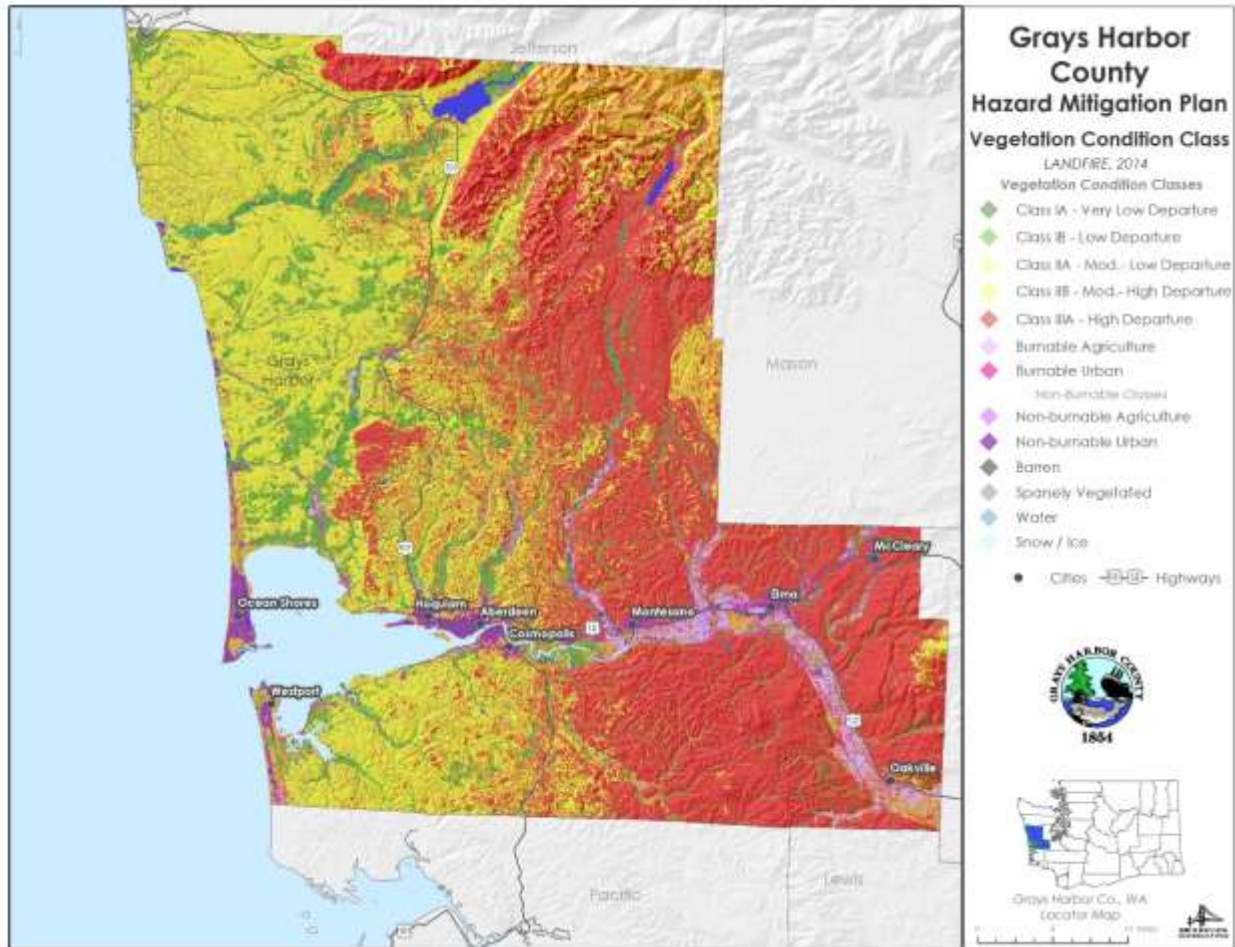 Grays Harbor
County
Hazard Mitigation Plan
Vegetation Condition Class
LANDFIRE, 2014
Vegetation Condition Classes
Class IA - Very Low Departure
Class IB - Low Departure
Class IIA - Mod.- Low Departure
Class IIB - Mod.- High Departure
Class IIIA - High Departure
Burnable Agriculture
Burnable Urban
Non-Burnable Classes
Non-burnable Agriculture
Non-burnable Urban
Barren
Sparsely Vegetated
Water
Snow / Ice
Cities
Highways
GRAYS HARBOR COUNTY
1854
Grays Harbor Co., WA
Locator Map
Jefferson
Grays
Harbor
Mason
McCleary
Ocean Shores
Hoquiam
Aberdeen
Montesano
Elma
Cosmopolis
12
Westport
Oakville
Pacific
Lewis